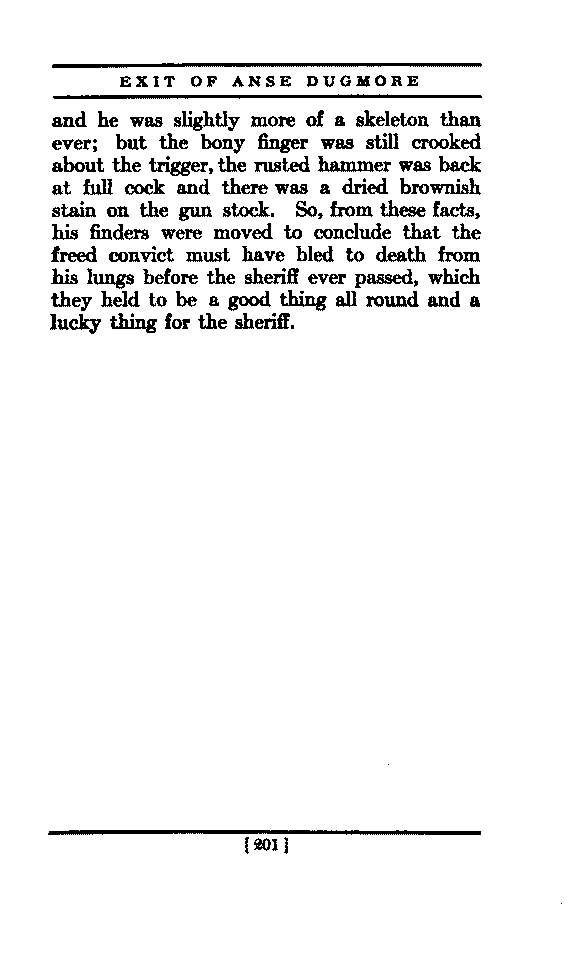 EXIT OF ANSE DUGMORE
and he was slightly more of a skeleton than
ever; but the bony finger was still crooked
about the trigger, the rusted hammer was back
at full cock and there was a dried brownish
stain on the gun stock. So, from these facts,
his finders were moved to conclude that the
freed convict must have bled to death from
his lungs before the sheriff ever passed, which
they held to be a good thing all round and a
lucky thing for the sheriff.
[201]